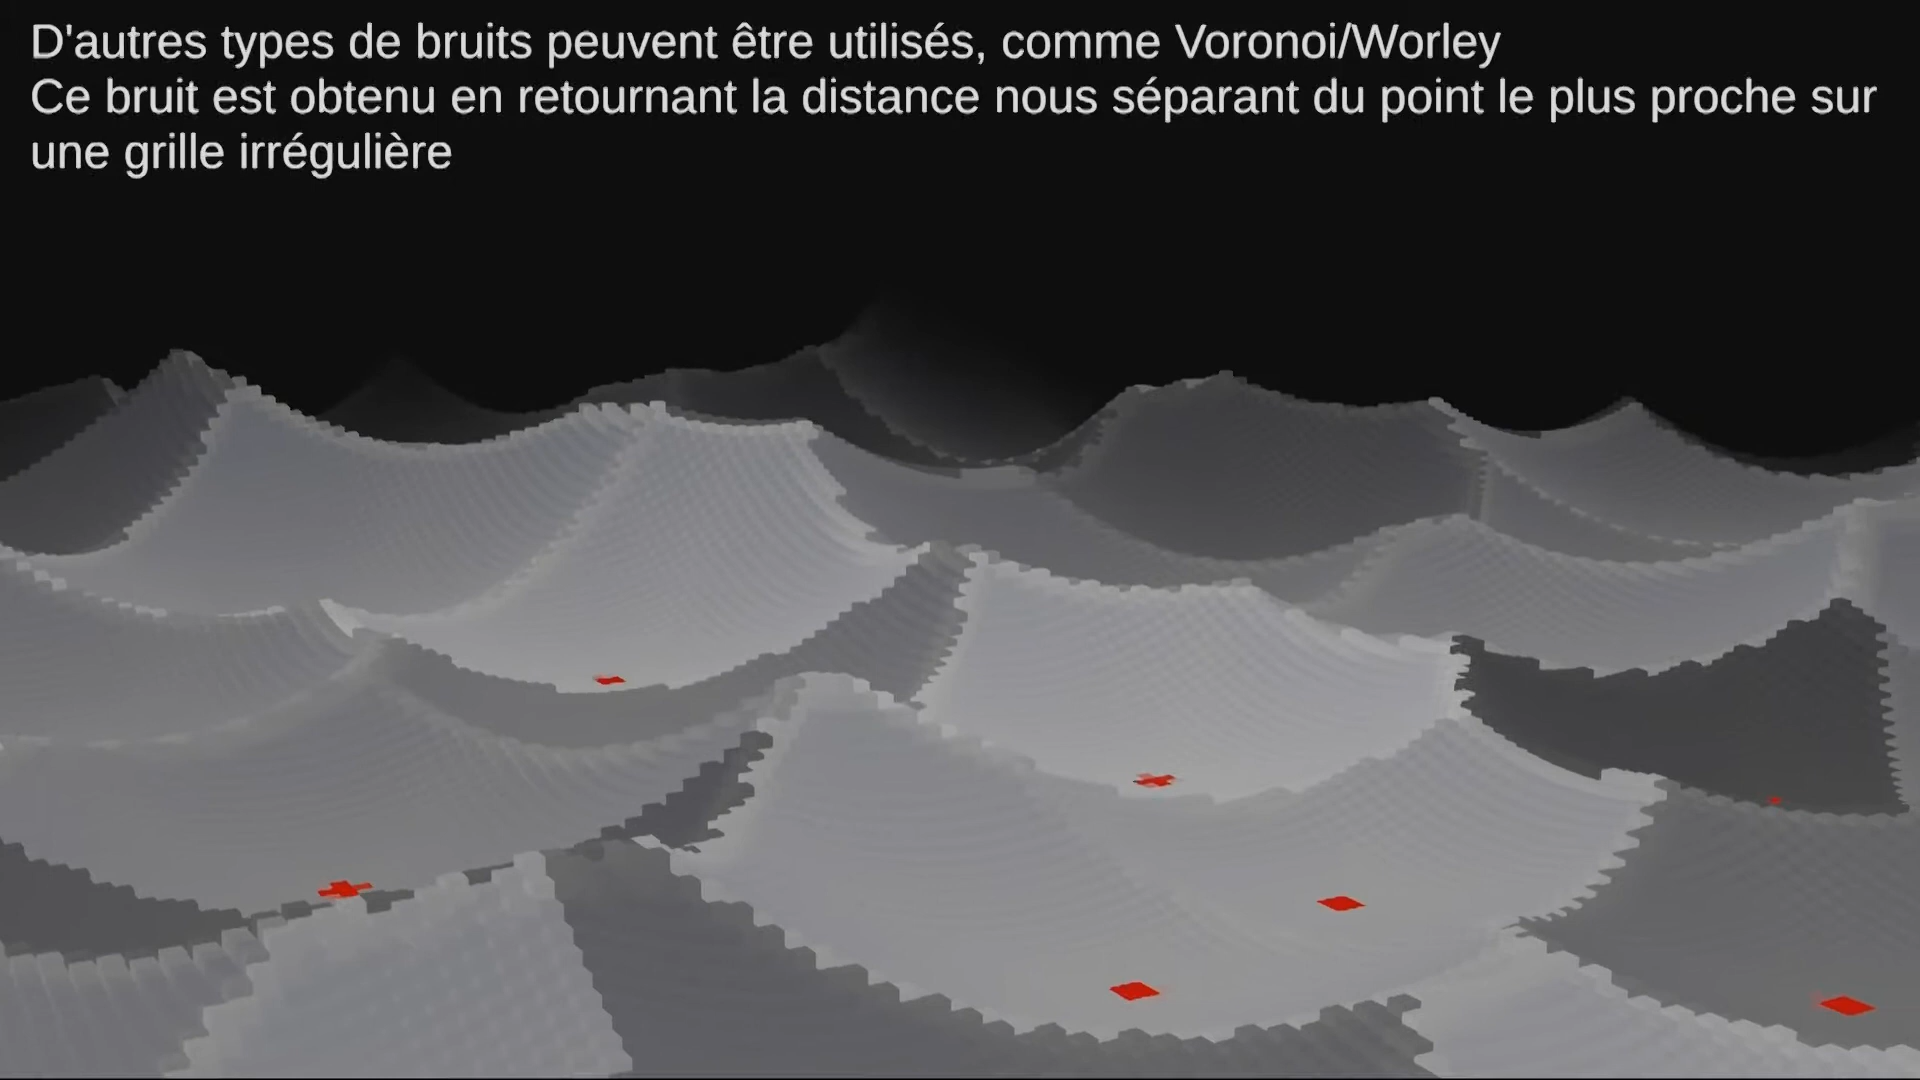 D'autres types de bruits peuvent être utilisés, comme Voronoi/Worley
Ce bruit est obtenu en retournant la distance nous séparant du point le plus proche sur
une grille irrégulière